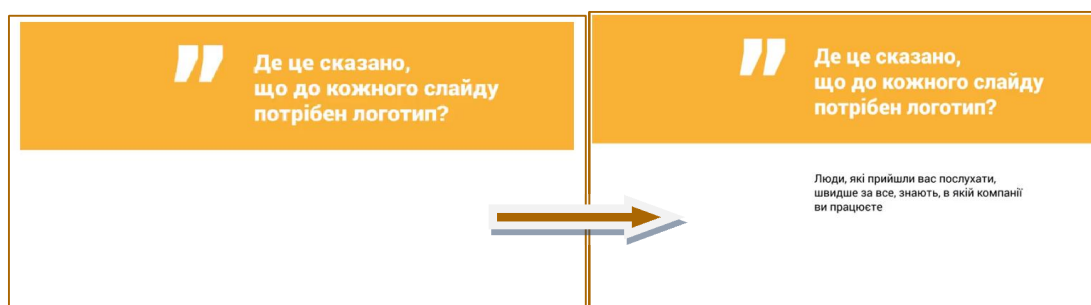 Де це сказано,
що до кожного слайду
потрібен логотип?
Де це сказано,
що до кожного слайду
потрібен логотип?
Люди, які прийшли вас послухати,
швидше за все, знають, в якій компанії
ви працюєте